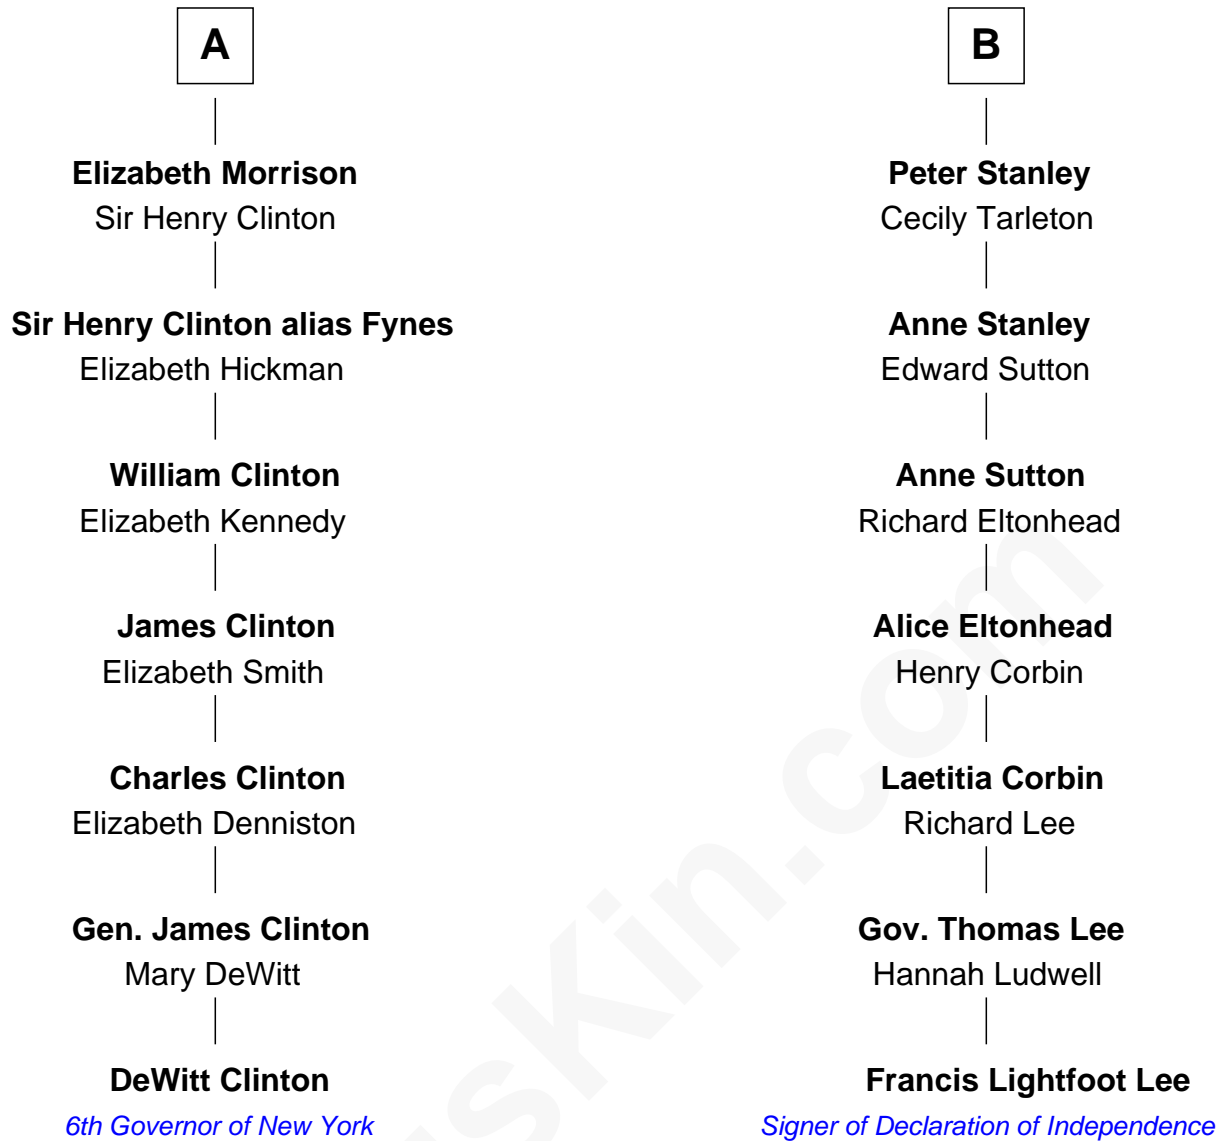 A
Elizabeth Morrison
Sir Henry Clinton
Sir Henry Clinton alias Fynes
Elizabeth Hickman
William Clinton
Elizabeth Kennedy
James Clinton
Elizabeth Smith
Charles Clinton
Elizabeth Denniston
Gen. James Clinton
Mary DeWitt
DeWitt Clinton
6th Governor of New York
B
Peter Stanley
Cecily Tarleton
Anne Stanley
Edward Sutton
Anne Sutton
Richard Eltonhead
Alice Eltonhead
Henry Corbin
Laetitia Corbin
Richard Lee
Gov. Thomas Lee
Hannah Ludwell
Francis Lightfoot Lee
Signer of Declaration of Independence